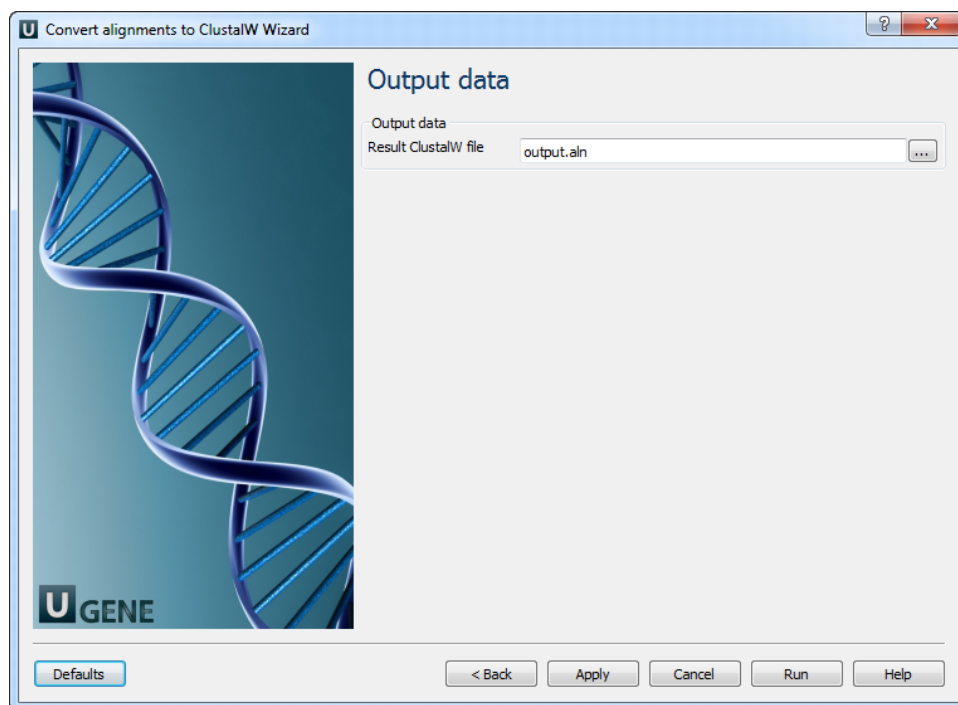 U Convert alignments to ClustalW Wizard ? x
Output data
Output data
Result ClustalW file output.aln ...
U GENE
Defaults < Back Apply Cancel Run Help